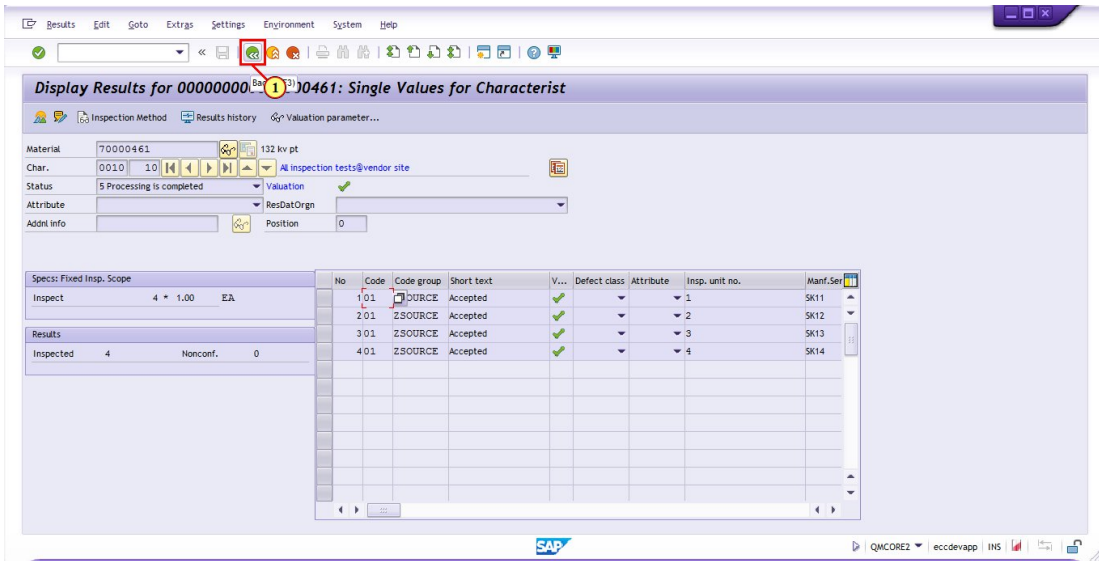 Results Edit Goto Extras Settings Environment System Help
Display Results for 00000000 00461: Single Values for Characterist
1
Inspection Method Results history Valuation parameter...
Material 70000461 132 kv pt
Char. 0010 10 All inspection tests@vendor site
Status 5 Processing is completed Valuation
Attribute ResDatOrgn
Addnl info Position 0
Specs: Fixed Insp. Scope
Inspect 4 * 1.00 EA
Results
Inspected 4 Nonconf. 0
No Code Code group Short text V... Defect class Attribute Insp. unit no. Manf.Ser
1 01 OURCE Accepted 1 SK11
2 01 ZSOURCE Accepted 2 SK12
3 01 ZSOURCE Accepted 3 SK13
4 01 ZSOURCE Accepted 4 SK14
SAP QMCORE2 eccdevapp INS